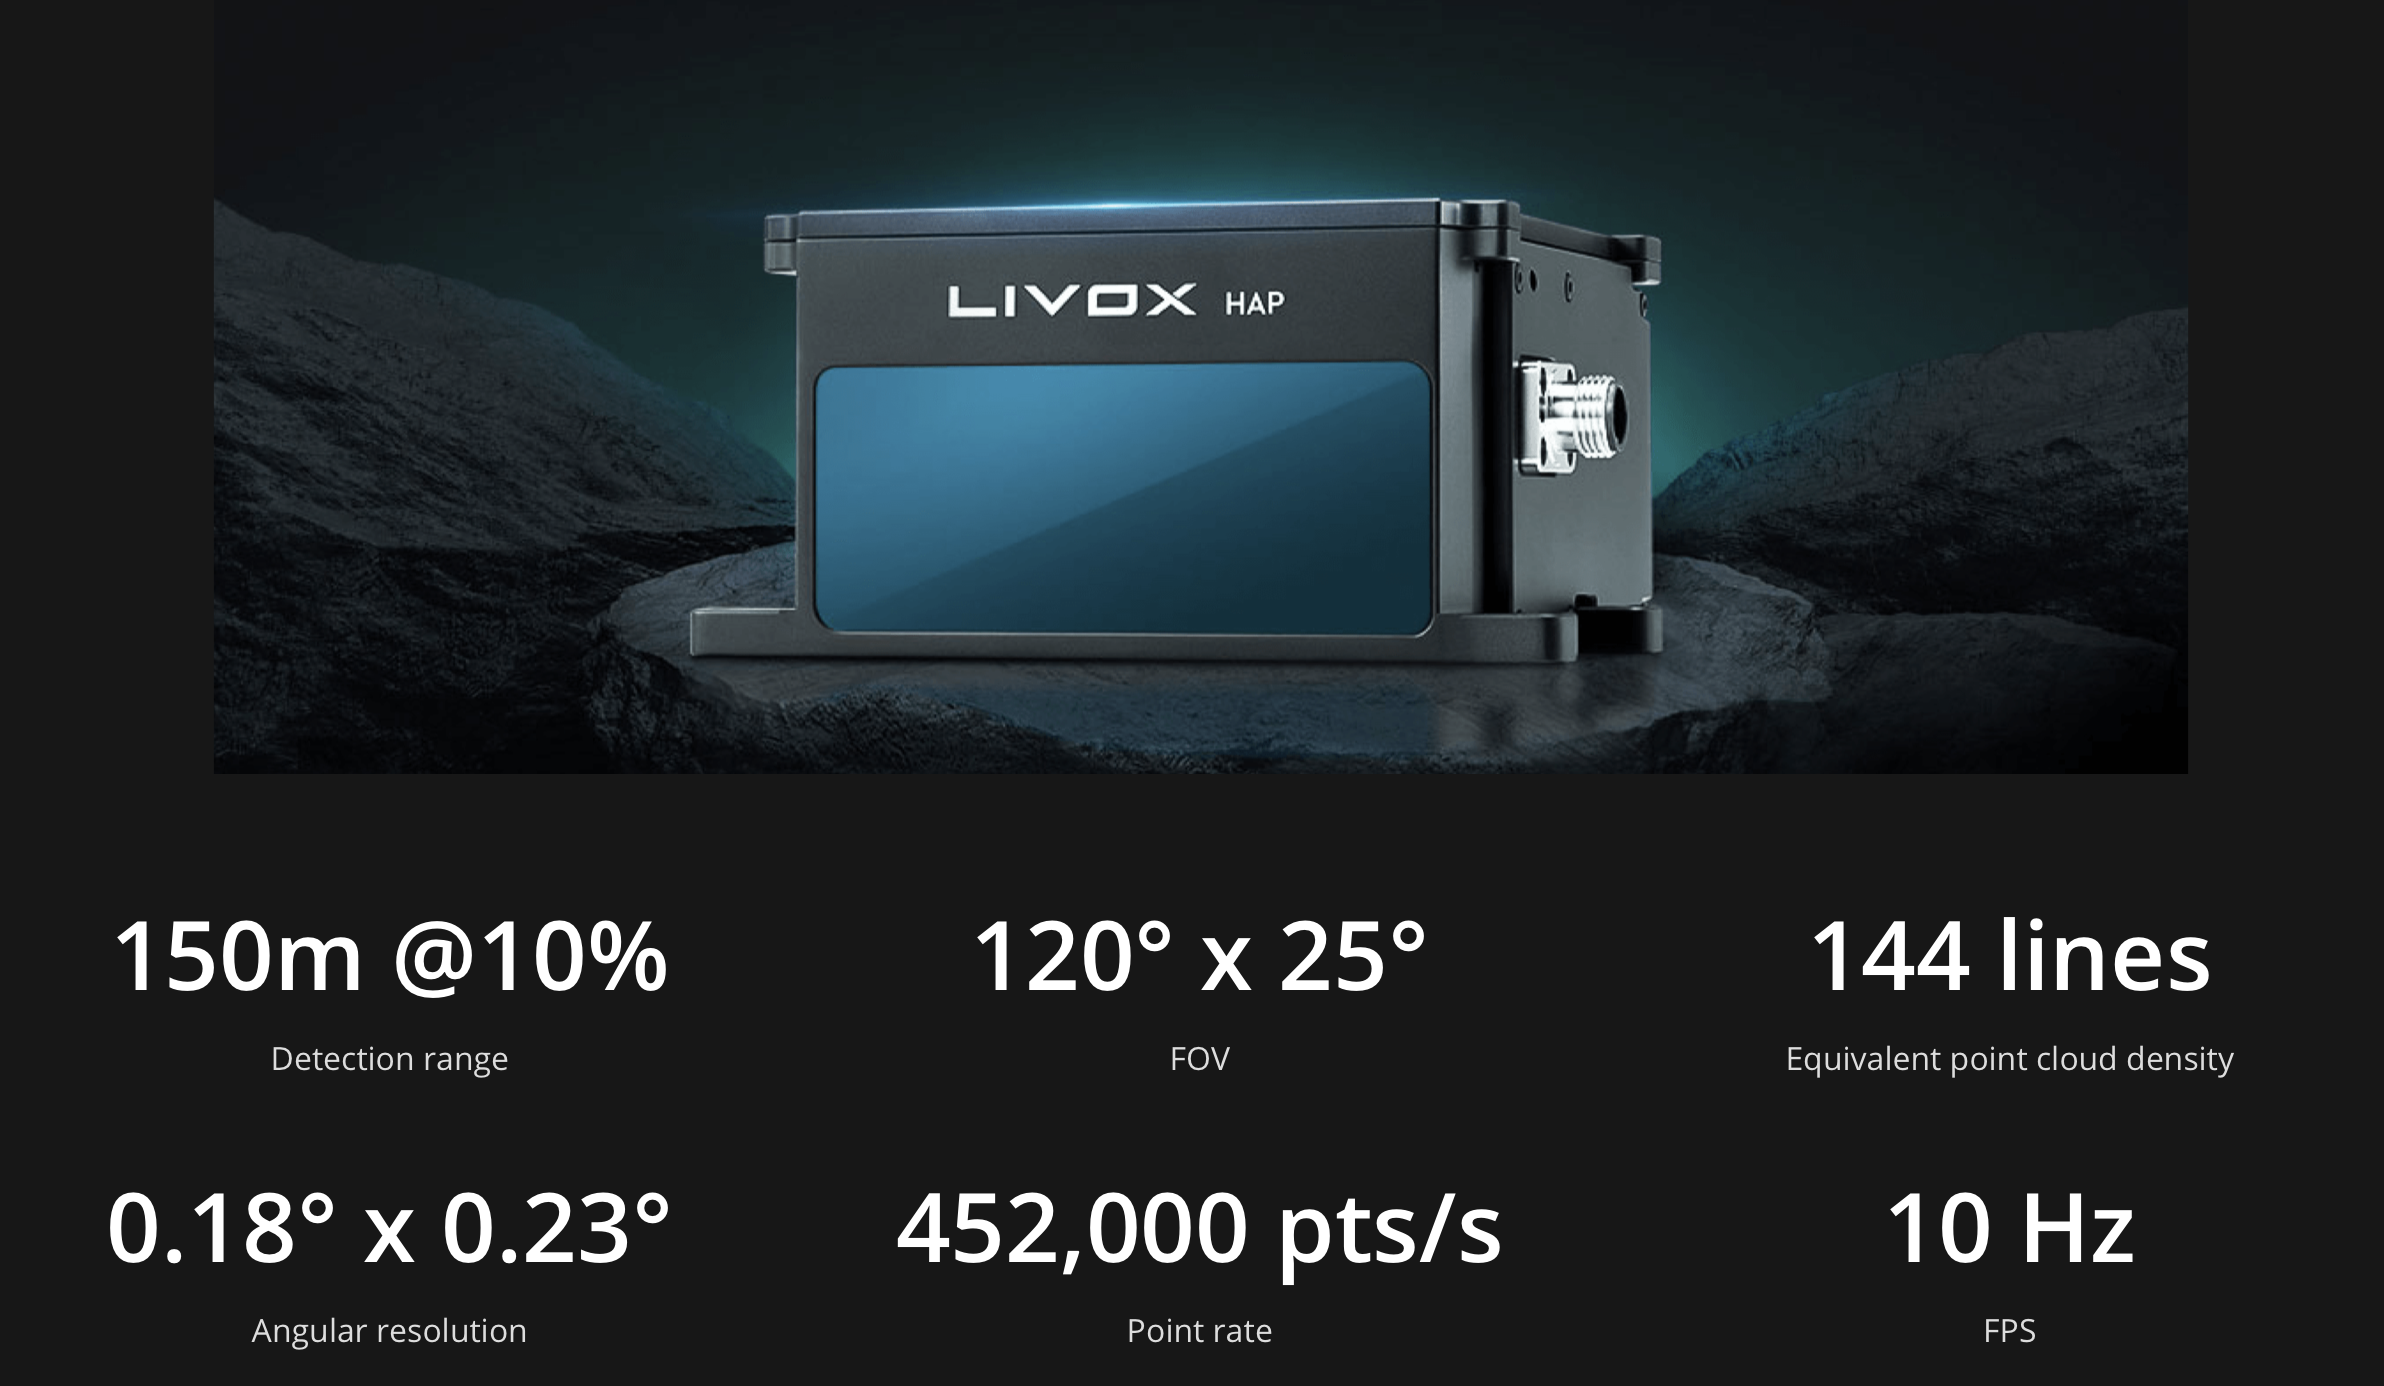 LIVOX HAP
150m @10%
Detection range
120° x 25°
FOV
144 lines
Equivalent point cloud density
0.18° x 0.23°
Angular resolution
452,000 pts/s
Point rate
10 Hz
FPS